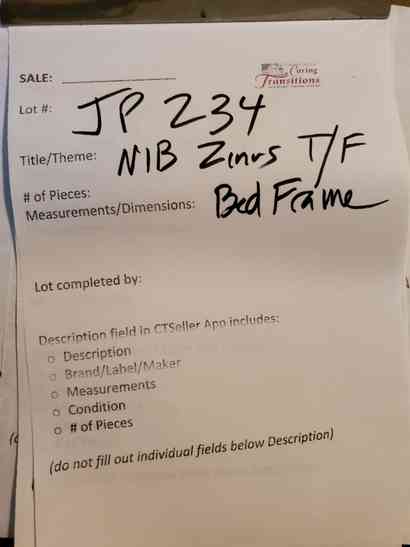 SALE:
Caring
Transitions
Lot #: JP 234
Title/Theme: NIB Zinus T/F
# of Pieces:
Measurements/Dimensions: Bed Frame
Lot completed by:
Description field in CTSeller App includes:
o Description
o Brand/Label/Maker
o Measurements
o Condition
o # of Pieces
(do not fill out individual fields below Description)